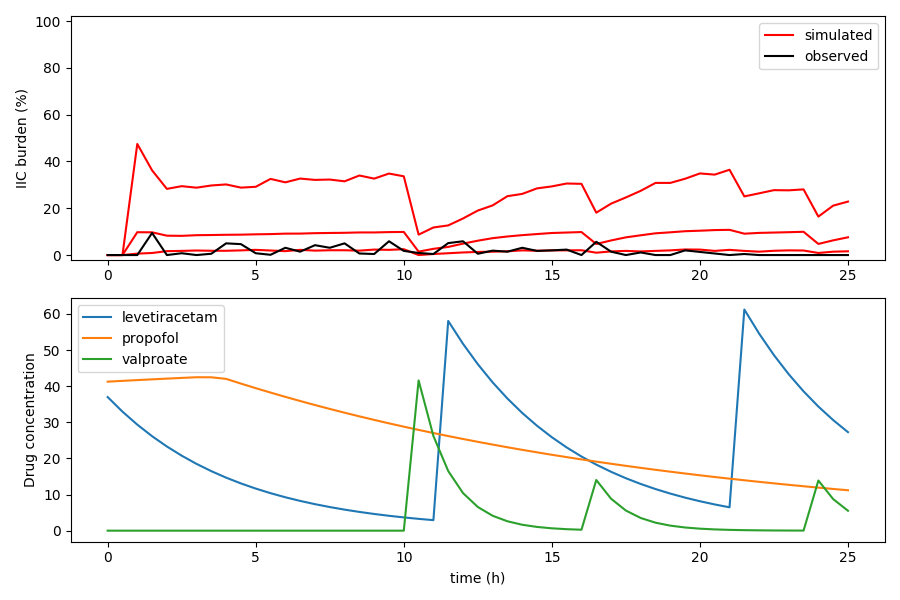 100
80
60
40
20
0
IIC burden (%)
simulated
observed
0 5 10 15 20 25
60
50
40
30
20
10
0
Drug concentration
levetiracetam
propofol
valproate
0 5 10 15 20 25
time (h)